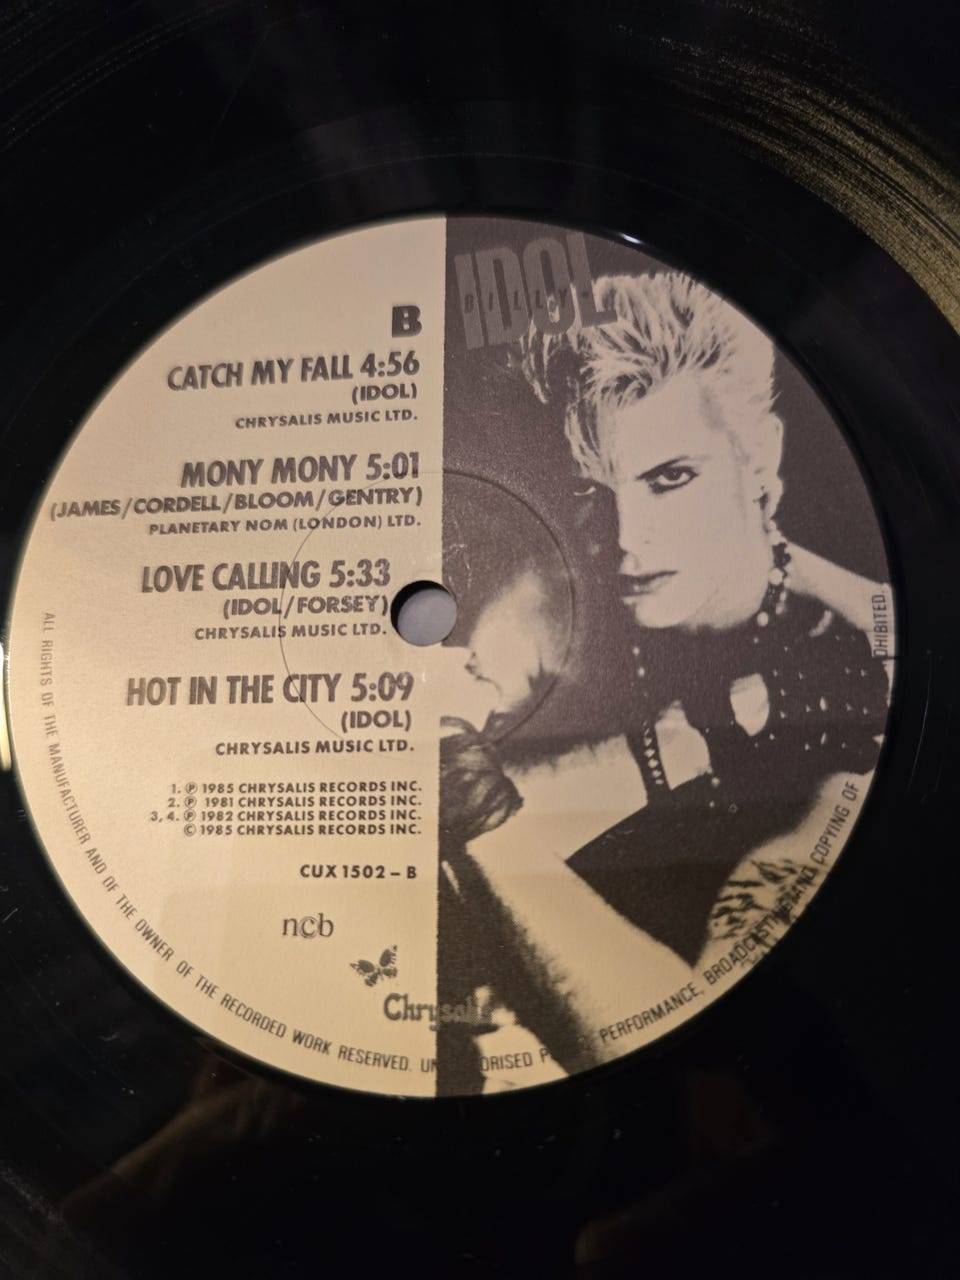 IDOL
BILLY
B
CATCH MY FALL 4:56
(IDOL)
CHRYSALIS MUSIC LTD.
MONY MONY 5:01
(JAMES/CORDELL/BLOOM/GENTRY)
PLANETARY NOM (LONDON) LTD.
LOVE CALLING 5:33
(IDOL/FORSEY)
CHRYSALIS MUSIC LTD.
HOT IN THE CITY 5:09
(IDOL)
CHRYSALIS MUSIC LTD.
1. ℗ 1985 CHRYSALIS RECORDS INC.
2. ℗ 1981 CHRYSALIS RECORDS INC.
3, 4. ℗ 1982 CHRYSALIS RECORDS INC.
© 1985 CHRYSALIS RECORDS INC.
CUX 1502 – B
ncb
Chrysalis
ALL RIGHTS OF THE MANUFACTURER AND OF THE OWNER OF THE RECORDED WORK RESERVED. PERFORMANCE, BROADCASTING AND COPYING OF